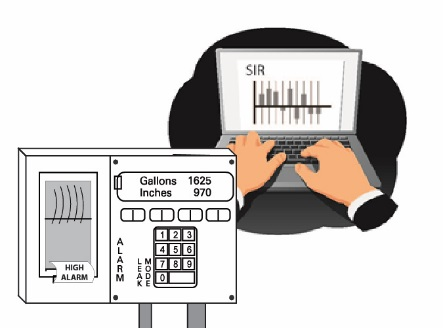 SIR
Gallons 1625
Inches 970
1 2 3
4 5 6
7 8 9
0
ALARM
LEAK
MODE
HIGH
ALARM